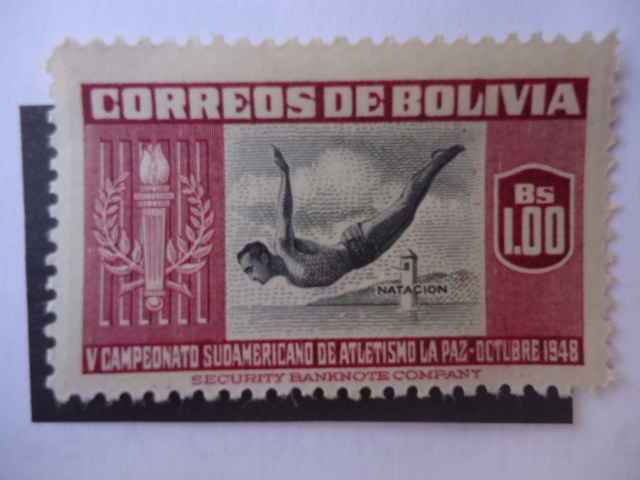 CORREOS DE BOLIVIA
Bs
1.00
NATACION
V CAMPEONATO SUDAMERICANO DE ATLETISMO LA PAZ-OCTUBRE 1948
SECURITY BANKNOTE COMPANY